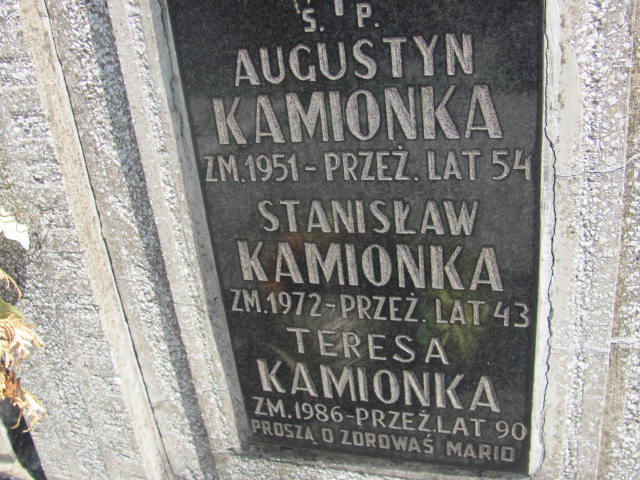 Ś. P.
AUGUSTYN
KAMIONKA
ZM. 1951 - PRZEŻ. LAT 54
STANISŁAW
KAMIONKA
ZM. 1972 - PRZEŻ. LAT 43
TERESA
KAMIONKA
ZM. 1986 - PRZEŻ. LAT 90
PROSZĄ O ZDROWAŚ MARIO